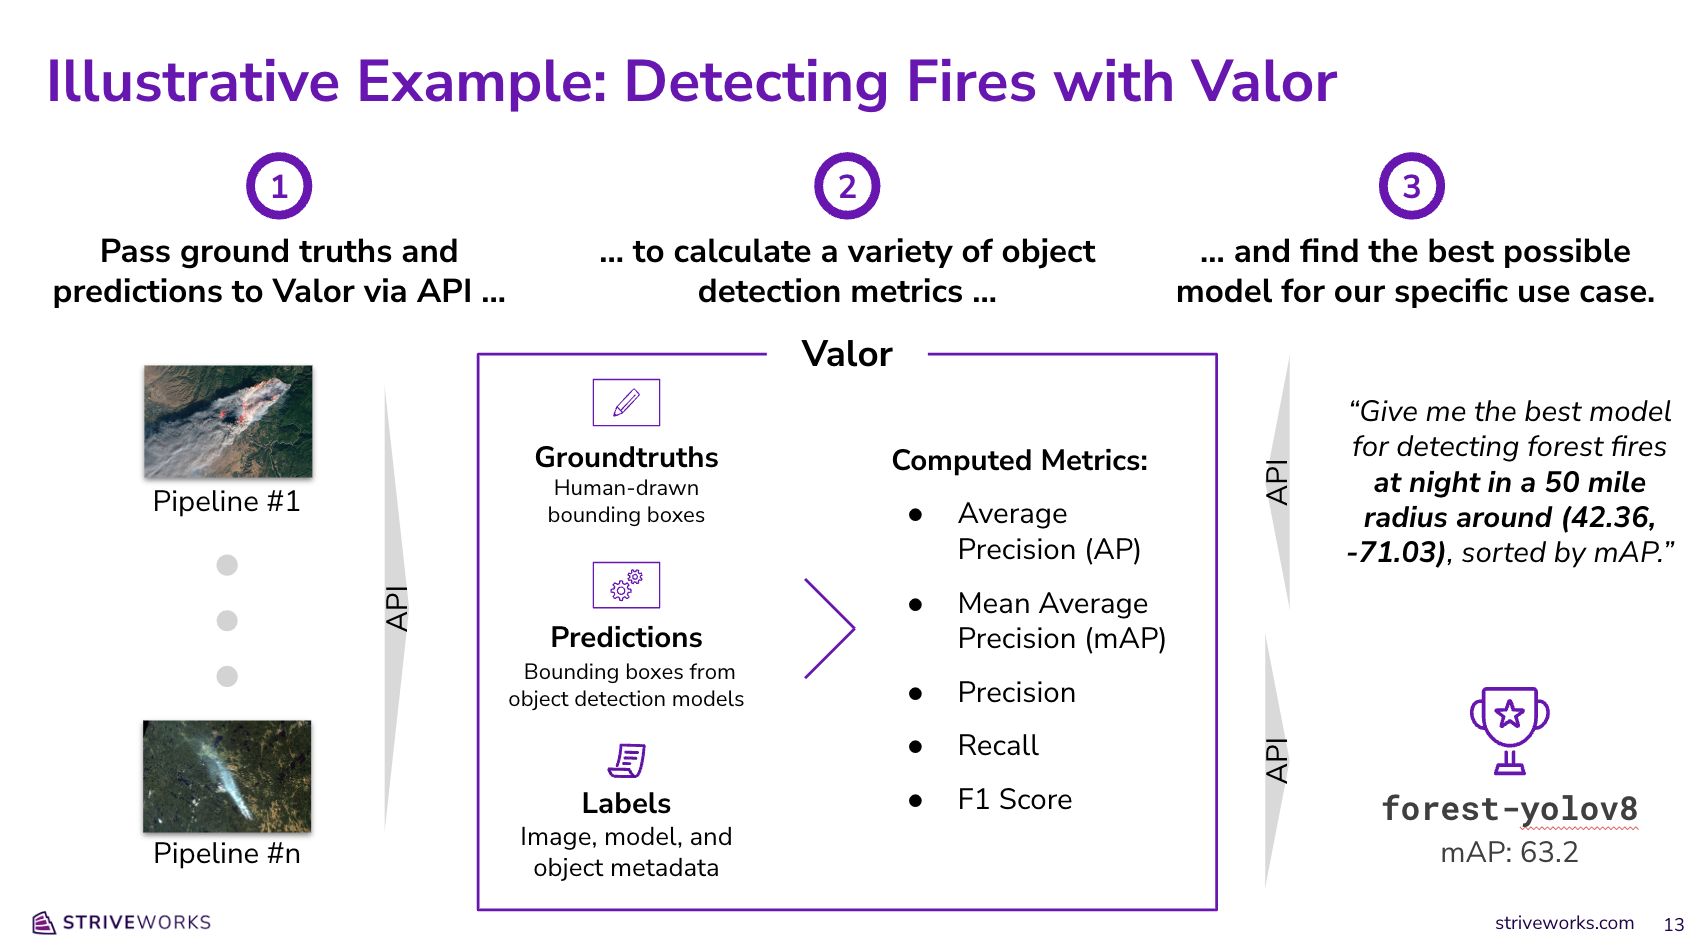 Illustrative Example: Detecting Fires with Valor
1
Pass ground truths and
predictions to Valor via API ...
2
... to calculate a variety of object
detection metrics ...
3
... and find the best possible
model for our specific use case.
Pipeline #1
Pipeline #n
API
Valor
Groundtruths
Human-drawn
bounding boxes
Predictions
Bounding boxes from
object detection models
Labels
Image, model, and
object metadata
Computed Metrics:
● Average
Precision (AP)
● Mean Average
Precision (mAP)
● Precision
● Recall
● F1 Score
API
“Give me the best model
for detecting forest fires
at night in a 50 mile
radius around (42.36,
-71.03), sorted by mAP.”
API
forest-yolov8
mAP: 63.2
STRIVEWORKS
striveworks.com 13